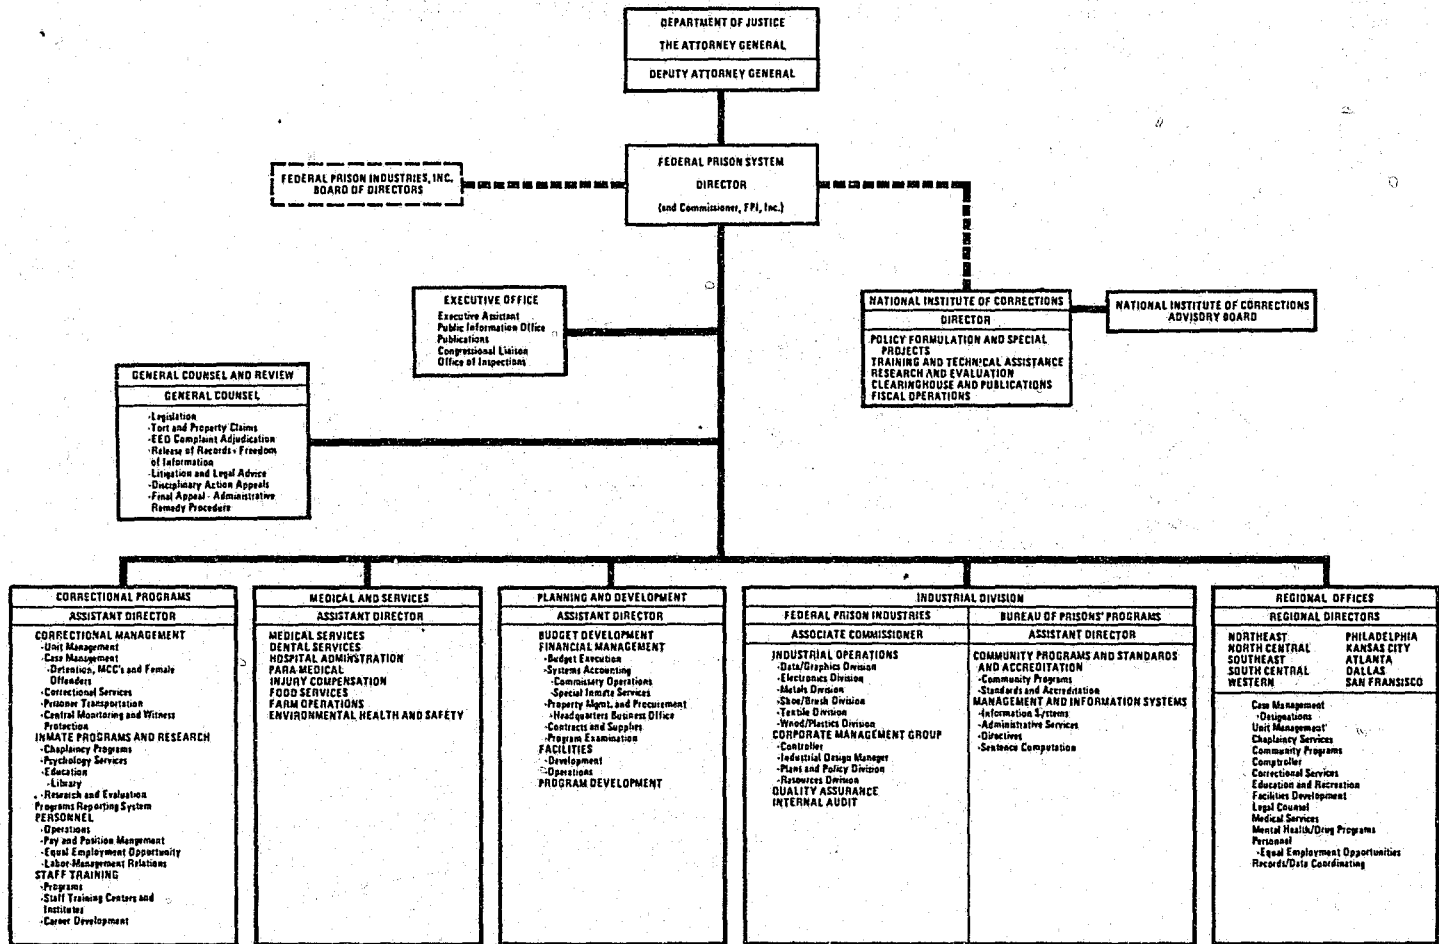 DEPARTMENT OF JUSTICE
THE ATTORNEY GENERAL
DEPUTY ATTORNEY GENERAL
FEDERAL PRISON SYSTEM
DIRECTOR
(and Commissioner, FPI, Inc.)
FEDERAL PRISON INDUSTRIES, INC.
BOARD OF DIRECTORS
EXECUTIVE OFFICE
Executive Assistant
Public Information Office
Publications
Congressional Liaison
Office of Inspections
NATIONAL INSTITUTE OF CORRECTIONS
DIRECTOR
POLICY FORMULATION AND SPECIAL
PROJECTS
TRAINING AND TECHNICAL ASSISTANCE
RESEARCH AND EVALUATION
CLEARINGHOUSE AND PUBLICATIONS
FISCAL OPERATIONS
NATIONAL INSTITUTE OF CORRECTIONS
ADVISORY BOARD
GENERAL COUNSEL AND REVIEW
GENERAL COUNSEL
-Legislation
-Tort and Property Claims
-EEO Complaint Adjudication
-Release of Records - Freedom
of Information
-Litigation and Legal Advice
-Disciplinary Action Appeals
-Final Appeal - Administrative
Remedy Procedure
CORRECTIONAL PROGRAMS
ASSISTANT DIRECTOR
CORRECTIONAL MANAGEMENT
-Unit Management
-Case Management
-Detention, MCC's and Female
Offenders
-Correctional Services
-Prisoner Transportation
-Central Monitoring and Witness
Protection
INMATE PROGRAMS AND RESEARCH
-Chaplaincy Programs
-Psychology Services
-Education
-Library
-Research and Evaluation
Programs Reporting System
PERSONNEL
-Operations
-Pay and Position Mangement
-Equal Employment Opportunity
-Labor-Management Relations
STAFF TRAINING
-Programs
-Staff Training Centers and
Institutes
-Career Development
MEDICAL AND SERVICES
ASSISTANT DIRECTOR
MEDICAL SERVICES
DENTAL SERVICES
HOSPITAL ADMINSTRATION
PARA-MEDICAL
INJURY COMPENSATION
FOOD SERVICES
FARM OPERATIONS
ENVIRONMENTAL HEALTH AND SAFETY
PLANNING AND DEVELOPMENT
ASSISTANT DIRECTOR
BUDGET DEVELOPMENT
FINANCIAL MANAGEMENT
-Budget Execution
-Systems Accounting
-Commissary Operations
-Special Inmate Services
-Property Mgmt. and Procurement
-Headquarters Business Office
-Contracts and Supplies
-Program Examination
FACILITIES
-Development
-Operations
PROGRAM DEVELOPMENT
INDUSTRIAL DIVISION
FEDERAL PRISON INDUSTRIES
ASSOCIATE COMMISSIONER
INDUSTRIAL OPERATIONS
-Data/Graphics Division
-Electronics Division
-Metals Division
-Shoe/Brush Division
-Textile Division
-Wood/Plastics Division
CORPORATE MANAGEMENT GROUP
-Controller
-Industrial Design Manager
-Plans and Policy Division
-Resources Division
QUALITY ASSURANCE
INTERNAL AUDIT
BUREAU OF PRISONS' PROGRAMS
ASSISTANT DIRECTOR
COMMUNITY PROGRAMS AND STANDARDS
AND ACCREDITATION
-Community Programs
-Standards and Accreditation
MANAGEMENT AND INFORMATION SYSTEMS
-Information Systems
-Administrative Services
-Directives
-Sentence Computation
REGIONAL OFFICES
REGIONAL DIRECTORS
NORTHEAST PHILADELPHIA
NORTH CENTRAL KANSAS CITY
SOUTHEAST ATLANTA
SOUTH CENTRAL DALLAS
WESTERN SAN FRANSISCO
Case Management
-Designations
Unit Management
Chaplaincy Services
Community Programs
Comptroller
Correctional Services
Education and Recreation
Facilities Development
Legal Counsel
Medical Services
Mental Health/Drug Programs
Personnel
-Equal Employment Opportunities
Records/Data Coordinating